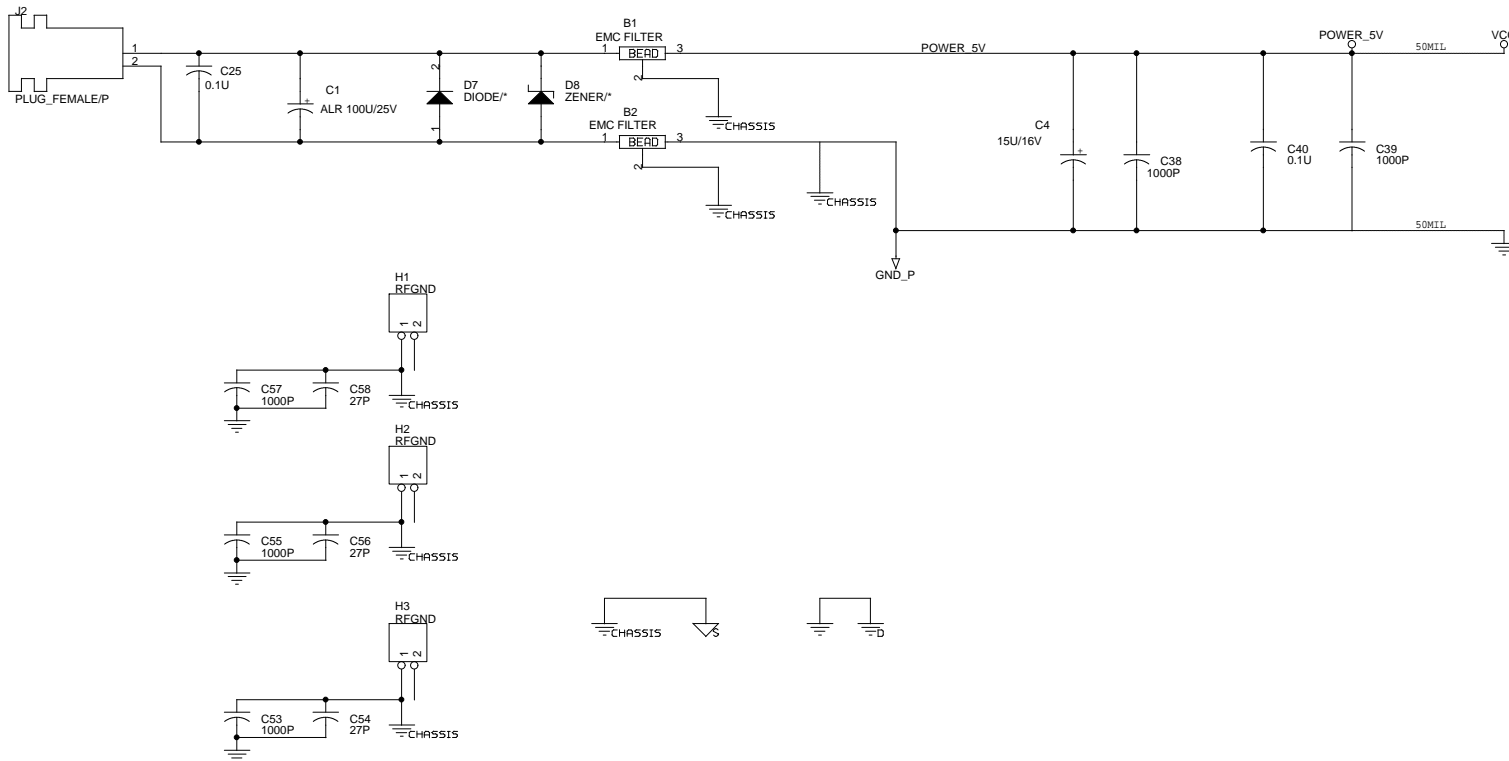 J2
1
2
PLUG_FEMALE/P
C25
0.1U
C1
+
ALR 100U/25V
2
D7
DIODE/*
1
D8
ZENER/*
B1
EMC FILTER
1
BEAD
3
2
CHASSIS
B2
EMC FILTER
1
BEAD
3
2
CHASSIS
CHASSIS
POWER_5V
GND_P
C4
15U/16V
+
C38
1000P
C40
0.1U
POWER_5V
C39
1000P
50MIL
VCC
50MIL
H1
RFGND
1
2
C57
1000P
C58
27P
CHASSIS
H2
RFGND
1
2
C55
1000P
C56
27P
CHASSIS
H3
RFGND
1
2
C53
1000P
C54
27P
CHASSIS
CHASSIS
S
D